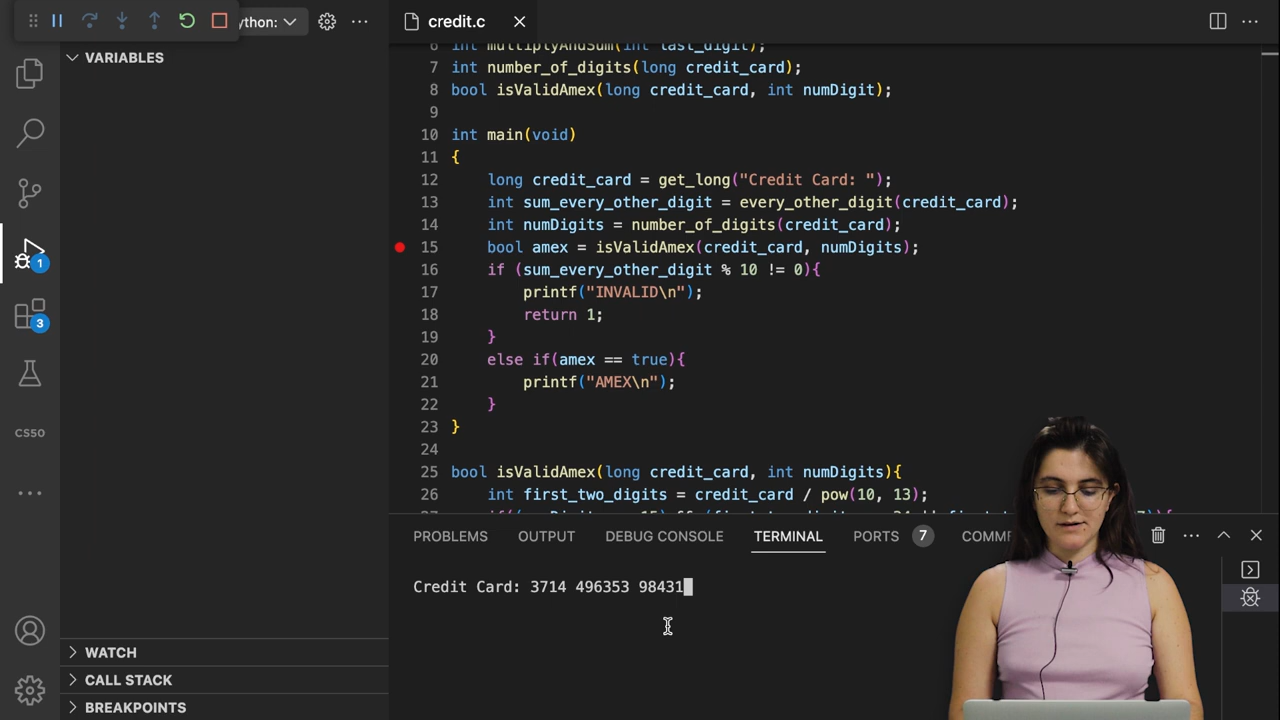 ython:
credit.c
VARIABLES
6 int multiplyAndSum(int last_digit);
7 int number_of_digits(long credit_card);
8 bool isValidAmex(long credit_card, int numDigit);
9
10 int main(void)
11 {
12 long credit_card = get_long("Credit Card: ");
13 int sum_every_other_digit = every_other_digit(credit_card);
14 int numDigits = number_of_digits(credit_card);
15 bool amex = isValidAmex(credit_card, numDigits);
16 if (sum_every_other_digit % 10 != 0){
17 printf("INVALID\n");
18 return 1;
19 }
20 else if(amex == true){
21 printf("AMEX\n");
22 }
23 }
24
25 bool isValidAmex(long credit_card, int numDigits){
26 int first_two_digits = credit_card / pow(10, 13);
1
3
CS50
PROBLEMS OUTPUT DEBUG CONSOLE TERMINAL PORTS 7 COMM
Credit Card: 3714 496353 98431
WATCH
CALL STACK
BREAKPOINTS